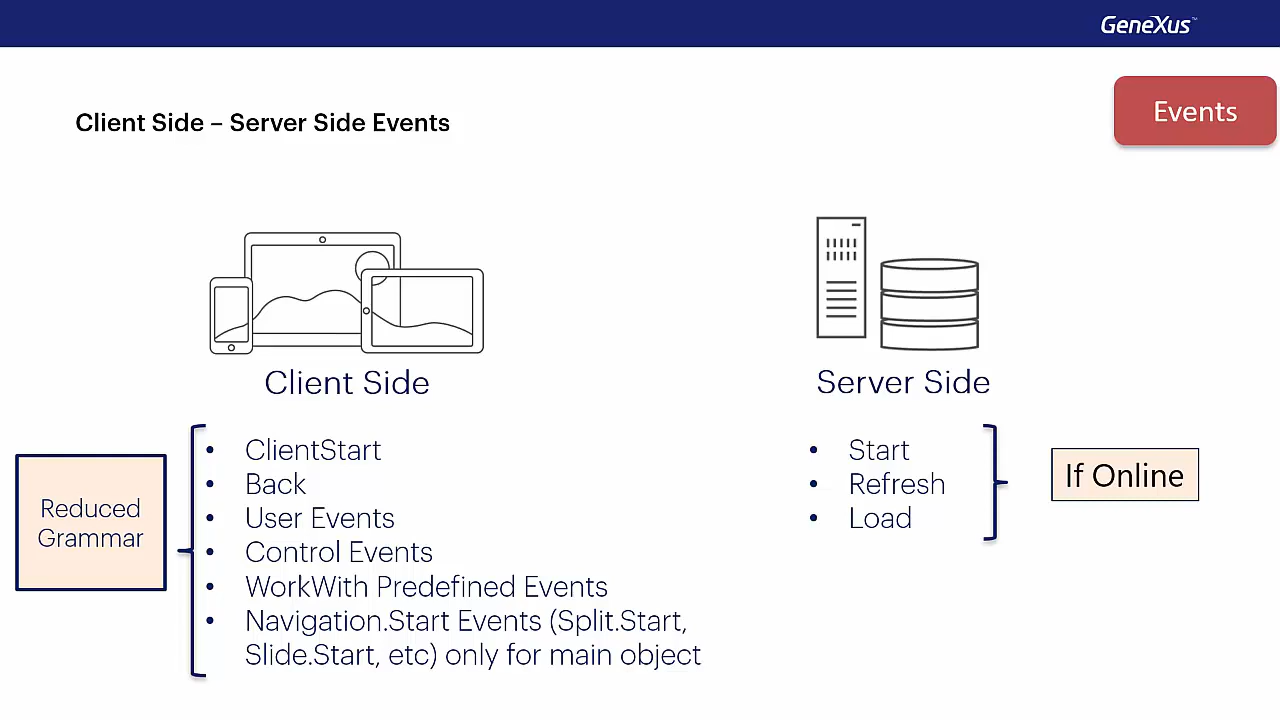 GeneXus™
Events
Client Side – Server Side Events
Client Side
Server Side
Reduced
Grammar
• ClientStart
• Back
• User Events
• Control Events
• WorkWith Predefined Events
• Navigation.Start Events (Split.Start,
Slide.Start, etc) only for main object
• Start
• Refresh
• Load
If Online